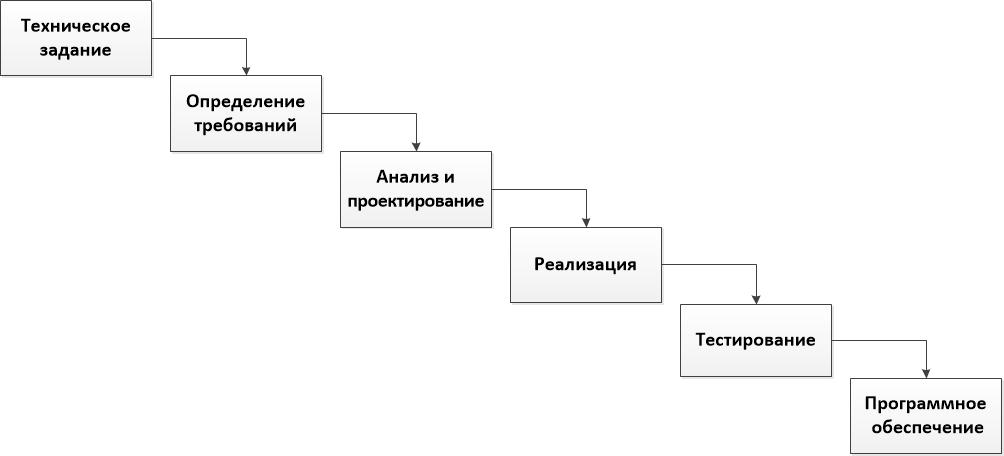 Техническое
задание
Определение
требований
Анализ и
проектирование
Реализация
Тестирование
Программное
обеспечение